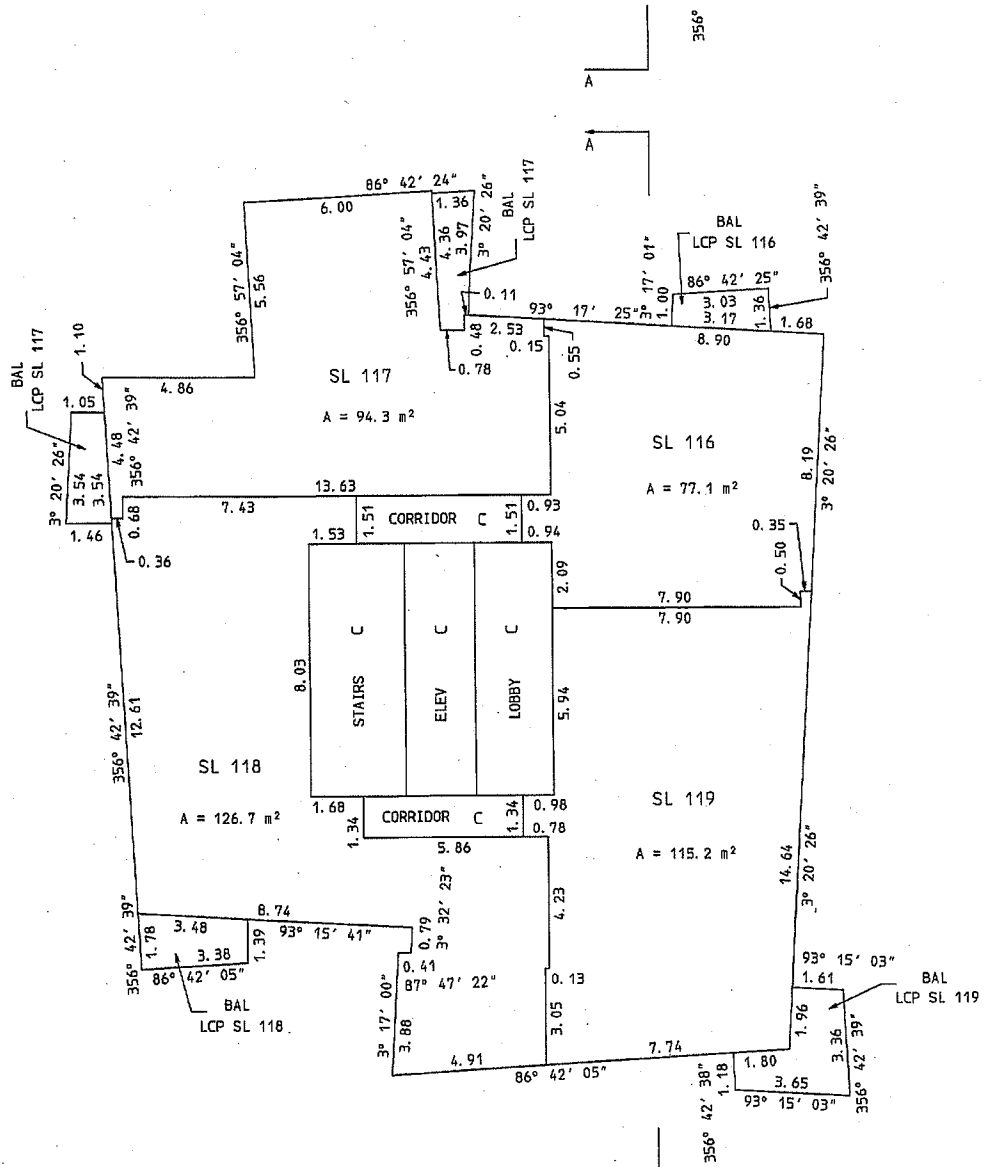 356°
A
A
86° 42' 24"
6.00
1.36
BAL
LCP SL 117
3° 20' 26"
356° 57' 04"
4.43
4.36
3.97
356° 57' 04"
5.56
0.11
0.48
2.53
0.15
0.78
0.55
93° 17' 25"
8.90
BAL
LCP SL 116
86° 42' 25"
3° 17' 01"
1.00
3.03
3.17
1.36
1.68
356° 42' 39"
BAL
LCP SL 117
1.10
4.86
1.05
SL 117
A = 94.3 m²
4.48
356° 42' 39"
3° 20' 26"
3.54
3.54
0.68
1.46
0.36
13.63
7.43
5.04
SL 116
A = 77.1 m²
8.19
3° 20' 26"
1.53
1.51
CORRIDOR C
1.51
0.93
0.94
2.09
0.35
0.50
7.90
7.90
8.03
STAIRS C
ELEV C
LOBBY C
5.94
356° 42' 39"
12.61
SL 118
A = 126.7 m²
SL 119
A = 115.2 m²
14.64
3° 20' 26"
1.68
1.34
CORRIDOR C
1.34
0.98
0.78
5.86
4.23
356° 42' 39"
1.78
3.48
3.38
1.39
8.74
93° 15' 41"
86° 42' 05"
BAL
LCP SL 118
3° 32' 23"
0.79
0.41
87° 47' 22"
3° 17' 00"
3.88
0.13
3.05
4.91
86° 42' 05"
7.74
93° 15' 03"
1.61
BAL
LCP SL 119
1.96
3.36
356° 42' 39"
1.80
1.18
356° 42' 38"
3.65
93° 15' 03"